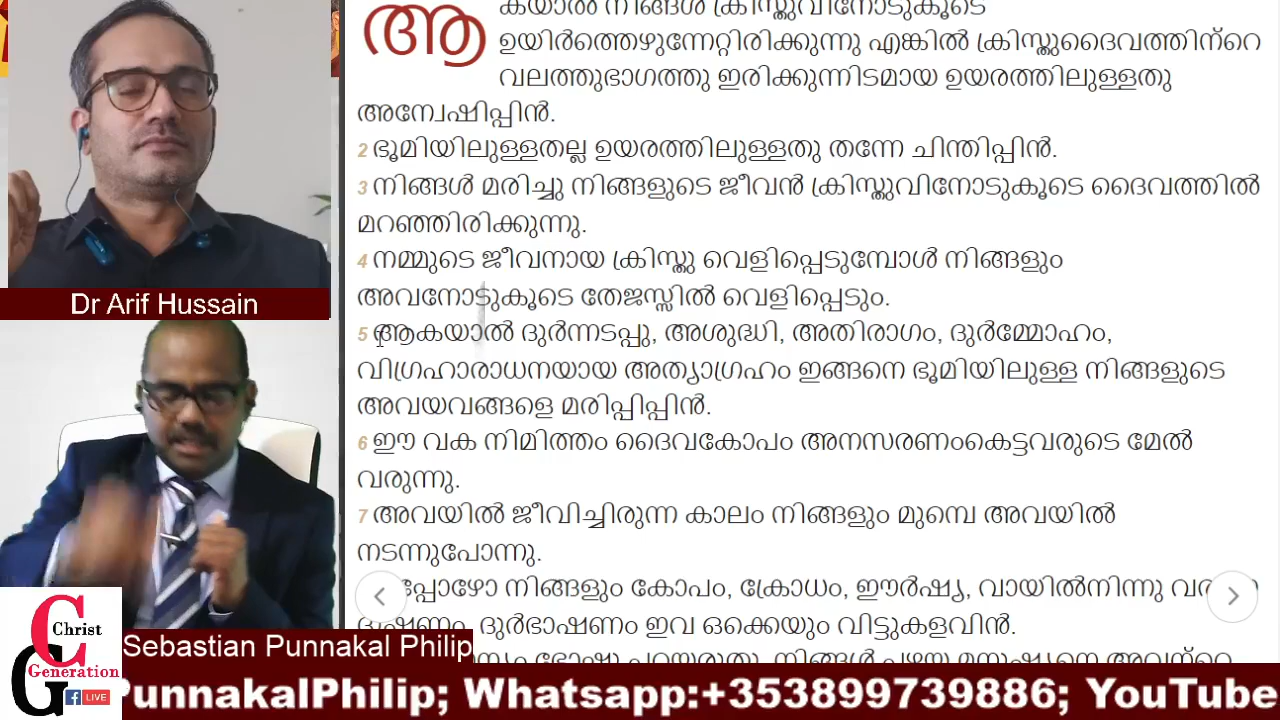 ആ
കയാൽ നിങ്ങൾ ക്രിസ്തുവിനോടുകൂടെ
ഉയിർത്തെഴുന്നേറ്റിരിക്കുന്നു എങ്കിൽ ക്രിസ്തുദൈവത്തിന്റെ
വലത്തുഭാഗത്തു ഇരിക്കുന്നിടമായ ഉയരത്തിലുള്ളതു
അന്വേഷിപ്പിൻ.
2 ഭൂമിയിലുള്ളതല്ല ഉയരത്തിലുള്ളതു തന്നേ ചിന്തിപ്പിൻ.
3 നിങ്ങൾ മരിച്ചു നിങ്ങളുടെ ജീവൻ ക്രിസ്തുവിനോടുകൂടെ ദൈവത്തിൽ
മറഞ്ഞിരിക്കുന്നു.
4 നമ്മുടെ ജീവനായ ക്രിസ്തു വെളിപ്പെടുമ്പോൾ നിങ്ങളും
അവനോടുകൂടെ തേജസ്സിൽ വെളിപ്പെടും.
5 ആകയാൽ ദുർന്നടപ്പു, അശുദ്ധി, അതിരാഗം, ദുർമ്മോഹം,
വിഗ്രഹാരാധനയായ അത്യാഗ്രഹം ഇങ്ങനെ ഭൂമിയിലുള്ള നിങ്ങളുടെ
അവയവങ്ങളെ മരിപ്പിപ്പിൻ.
6 ഈ വക നിമിത്തം ദൈവകോപം അനസരണംകെട്ടവരുടെ മേൽ
വരുന്നു.
7 അവയിൽ ജീവിച്ചിരുന്ന കാലം നിങ്ങളും മുമ്പെ അവയിൽ
നടന്നുപോന്നു.
പ്പോഴോ നിങ്ങളും കോപം, ക്രോധം, ഈർഷ്യ, വായിൽനിന്നു
ദുർഭാഷണം ഇവ ഒക്കെയും വിട്ടുകളവിൻ.
Dr Arif Hussain
Sebastian Punnakal Philip
Christ
Generation
LIVE
PunnakalPhilip; Whatsapp:+353899739886; YouTube